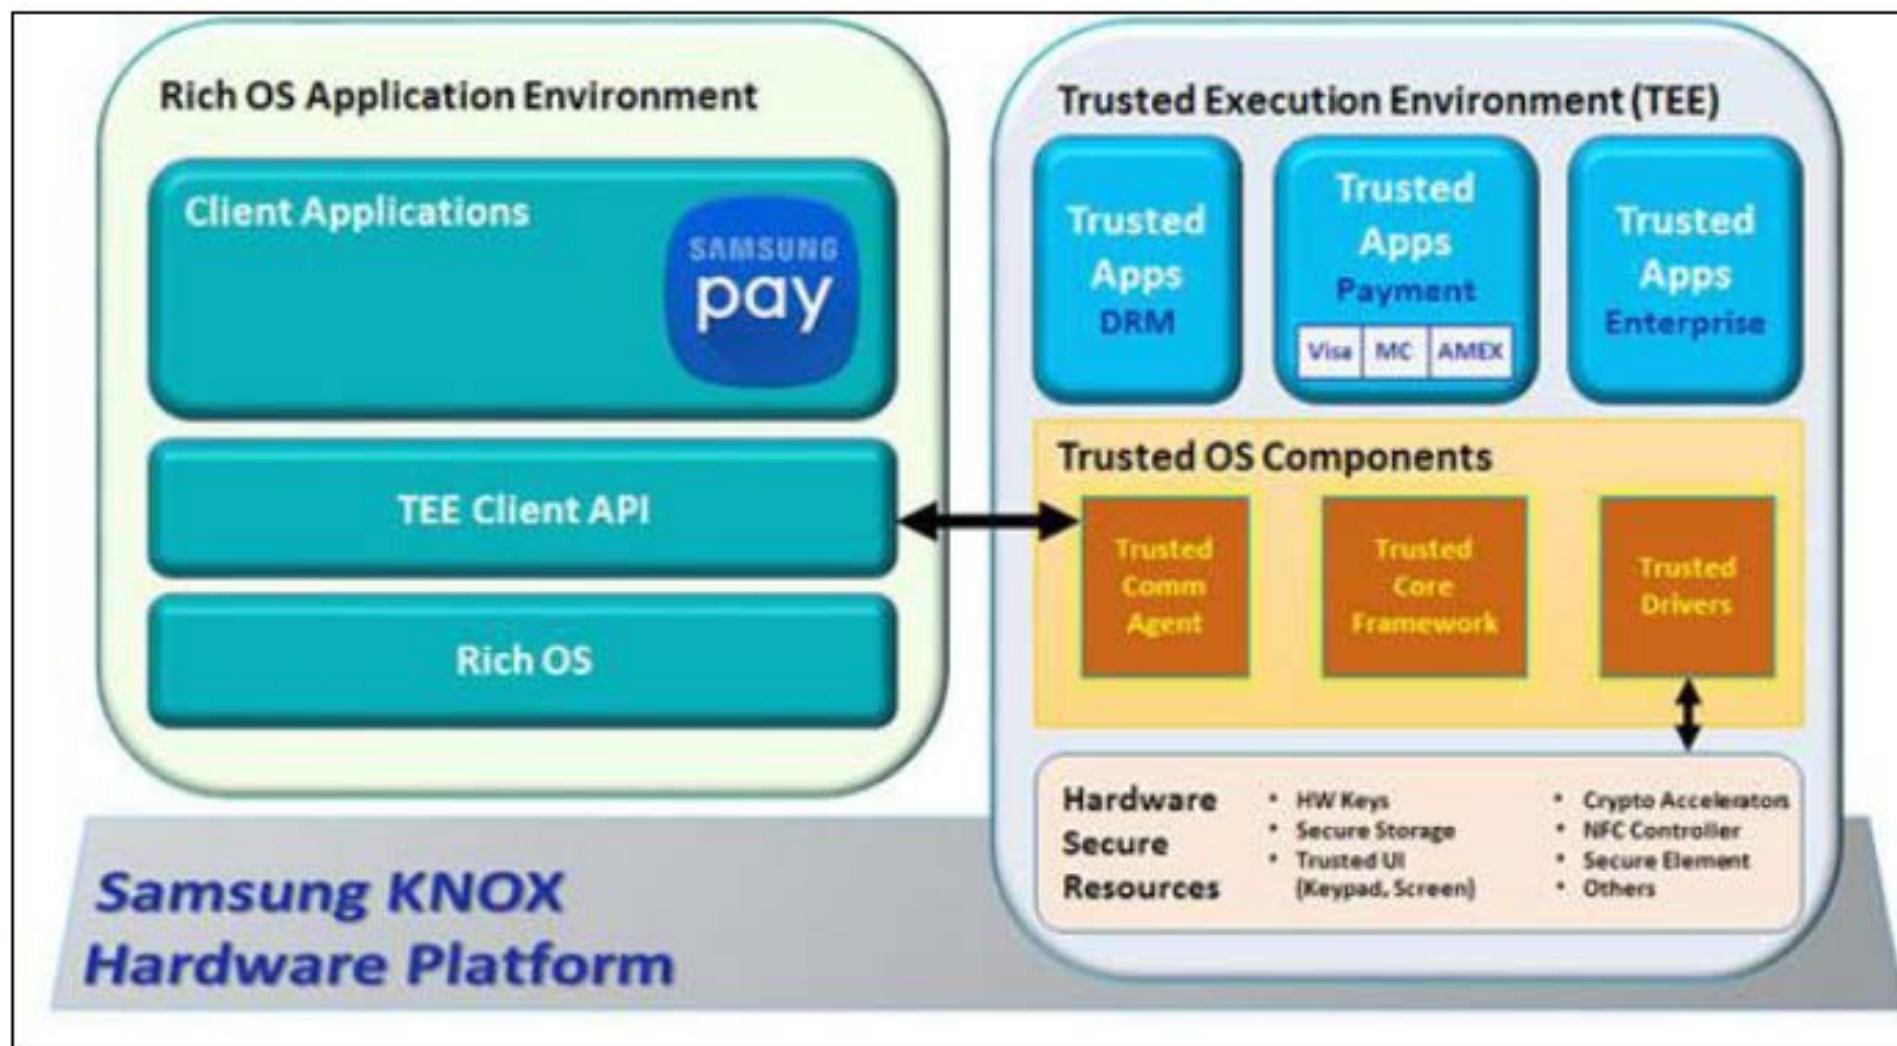 Rich OS Application Environment
Client Applications
SAMSUNG
pay
TEE Client API
Rich OS
Trusted Execution Environment (TEE)
Trusted
Apps
DRM
Trusted
Apps
Payment
Visa MC AMEX
Trusted
Apps
Enterprise
Trusted OS Components
Trusted
Comm
Agent
Trusted
Core
Framework
Trusted
Drivers
Hardware
Secure
Resources
• HW Keys
• Secure Storage
• Trusted UI
(Keypad, Screen)
• Crypto Accelerators
• NFC Controller
• Secure Element
• Others
Samsung KNOX
Hardware Platform